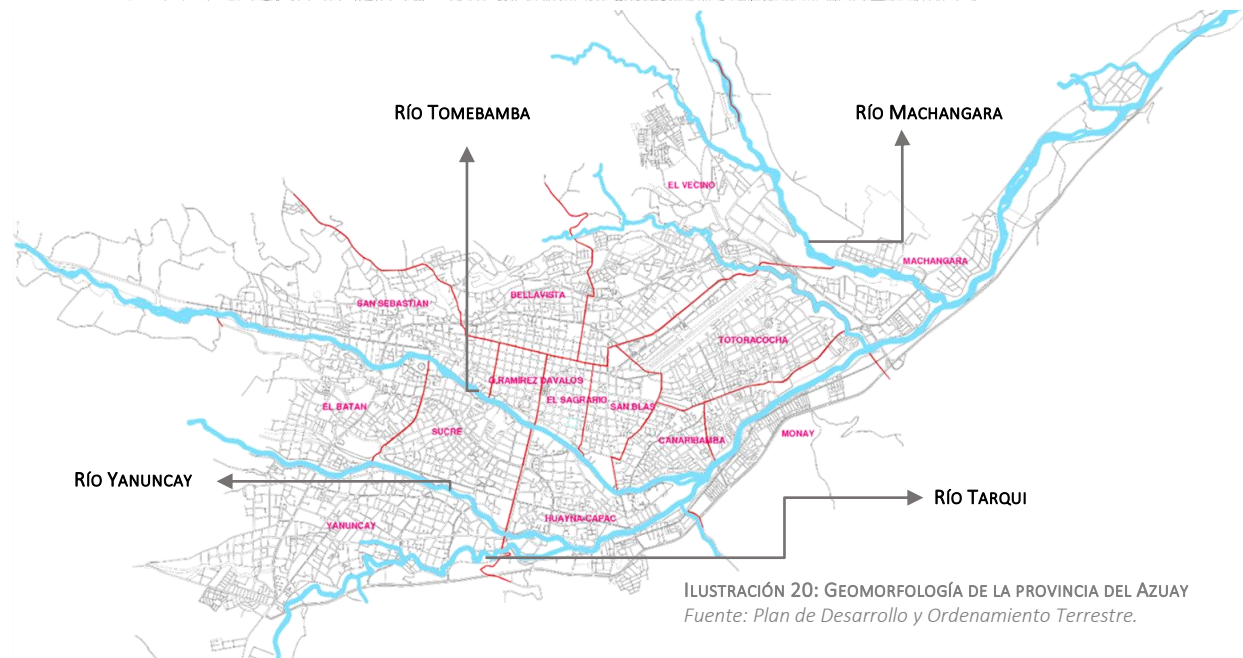 RÍO TOMEBAMBA
RÍO MACHANGARA
EL VECINO
MACHANGARA
SAN SEBASTIAN
BELLAVISTA
TOTORACOCHA
G.RAMIREZ DAVALOS
EL SAGRARIO
SAN BLAS
EL BATAN
SUCRE
CANARIBAMBA
MONAY
RÍO YANUNCAY
RÍO TARQUI
YANUNCAY
HUAYNA-CAPAC
ILUSTRACIÓN 20: GEOMORFOLOGÍA DE LA PROVINCIA DEL AZUAY
Fuente: Plan de Desarrollo y Ordenamiento Terrestre.